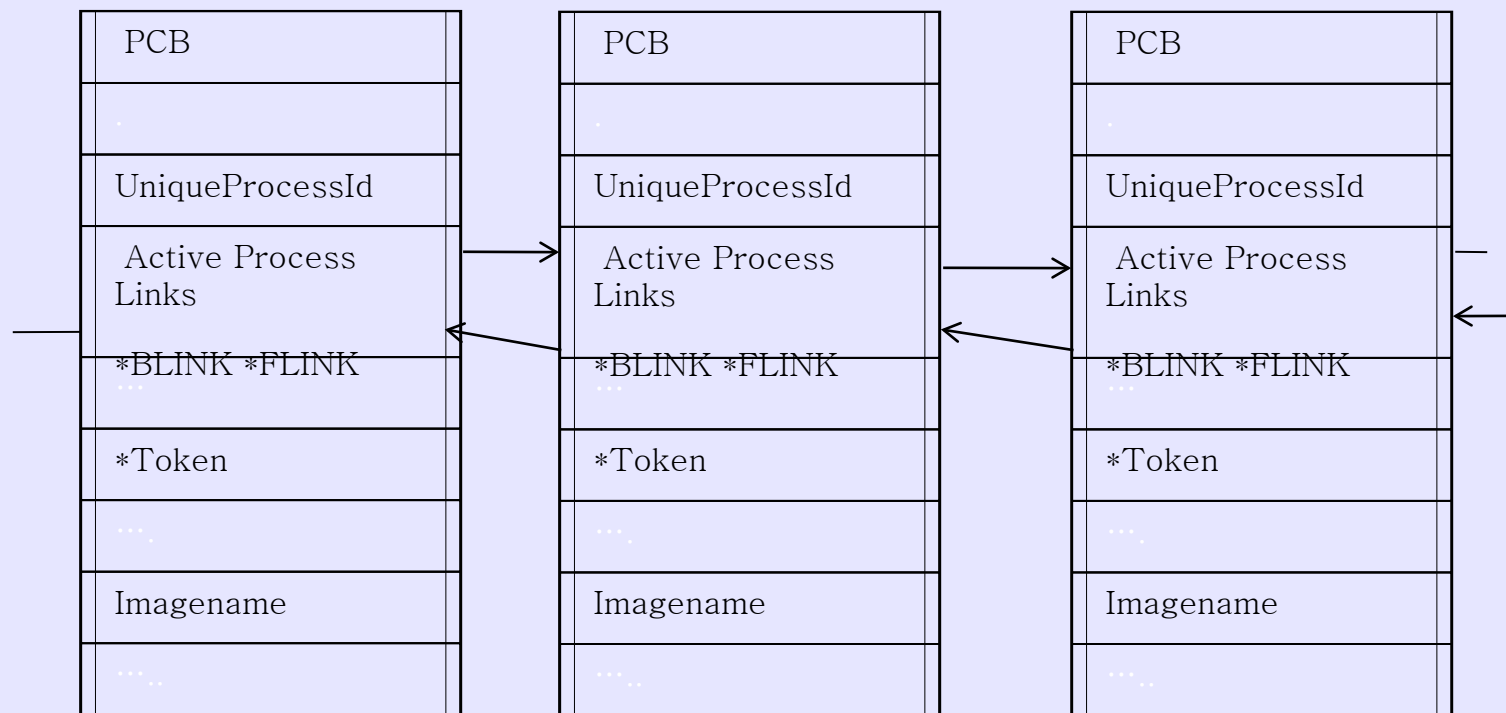 PCB
.
UniqueProcessId
Active Process
Links
*BLINK *FLINK
...
*Token
....
Imagename
.....
PCB
.
UniqueProcessId
Active Process
Links
*BLINK *FLINK
...
*Token
....
Imagename
.....
PCB
.
UniqueProcessId
Active Process
Links
*BLINK *FLINK
...
*Token
....
Imagename
.....